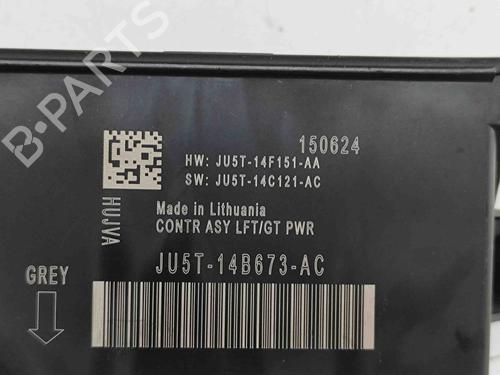 B-PARTS
150624
HW: JU5T-14F151-AA
SW: JU5T-14C121-AC
HUJVA
Made in Lithuania
CONTR ASY LFT/GT PWR
GREY
JU5T-14B673-AC